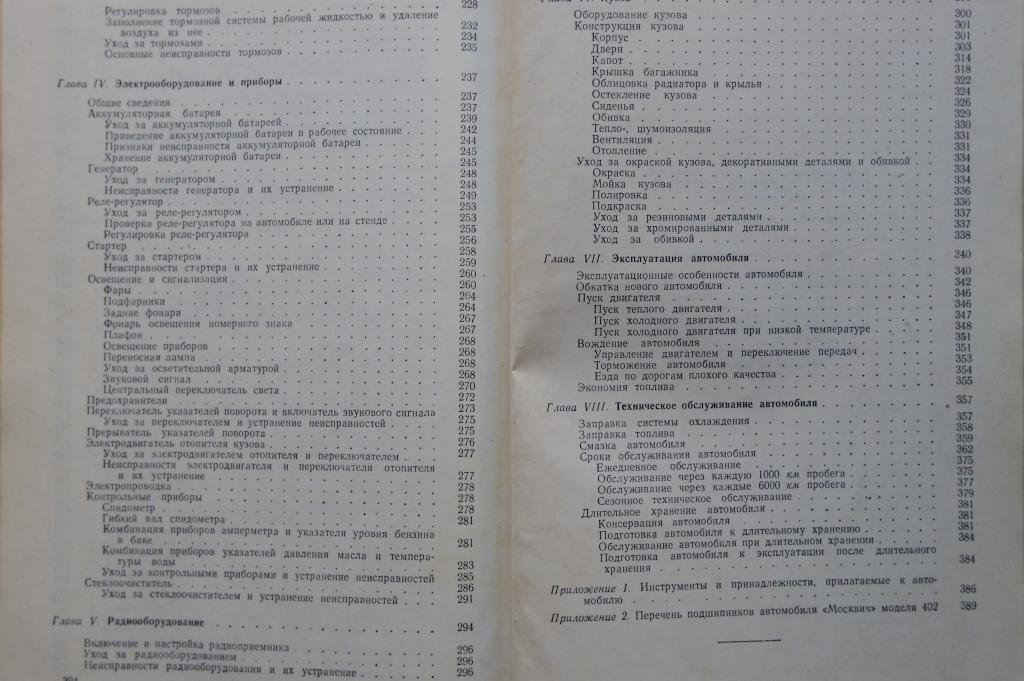 Регулировка тормозов 228
Заполнение тормозной системы рабочей жидкостью и удаление
воздуха из нее 232
Уход за тормозами 234
Основные неисправности тормозов 235
Глава IV. Электрооборудование и приборы 237
Общие сведения 237
Аккумуляторная батарея 237
Уход за аккумуляторной батареей 239
Приведение аккумуляторной батареи в рабочее состояние 242
Признаки неисправности аккумуляторной батареи 244
Хранение аккумуляторной батареи 245
Генератор 245
Уход за генератором 248
Неисправности генератора и их устранение 248
Реле-регулятор 249
Уход за реле-регулятором 253
Проверка реле-регулятора на автомобиле или на стенде 253
Регулировка реле-регулятора 255
Стартер 256
Уход за стартером 258
Неисправности стартера и их устранение 259
Освещение и сигнализация 260
Фары 260
Подфарники 264
Задние фонари 264
Фонарь освещения номерного знака 267
Плафон 267
Освещение приборов 268
Переносная лампа 268
Уход за осветительной арматурой 268
Звуковой сигнал 268
Центральный переключатель света 270
Предохранители 272
Переключатель указателей поворота и включатель звукового сигнала 273
Уход за переключателем и устранение неисправностей 275
Прерыватель указателей поворота 275
Электродвигатель отопителя кузова 276
Уход за электродвигателем отопителя и переключателем 277
Неисправности электродвигателя и переключателя отопителя
и их устранение 277
Электропроводка 278
Контрольные приборы 278
Спидометр 278
Гибкий вал спидометра 281
Комбинация приборов амперметра и указателя уровня бензина
в баке 281
Комбинация приборов указателей давления масла и темпера-
туры воды 283
Уход за контрольными приборами и устранение неисправностей 285
Стеклоочиститель 286
Уход за стеклоочистителем и устранение неисправностей 291
Глава V. Радиооборудование 294
Включение и настройка радиоприемника 296
Уход за радиооборудованием 296
Неисправности радиооборудования и их устранение 296
Оборудование кузова 300
Конструкция кузова 301
Корпус 301
Двери 303
Капот 314
Крышка багажника 318
Облицовка радиатора и крылья 322
Остекление кузова 324
Сиденья 326
Обивка 329
Тепло-, шумоизоляция 330
Вентиляция 331
Отопление 331
Уход за окраской кузова, декоративными деталями и обивкой 334
Окраска 334
Мойка кузова 334
Полировка 336
Подкраска 336
Уход за резиновыми деталями 337
Уход за хромированными деталями 337
Уход за обивкой 338
Глава VII. Эксплуатация автомобиля 340
Эксплуатационные особенности автомобиля 340
Обкатка нового автомобиля 342
Пуск двигателя 346
Пуск теплого двигателя 346
Пуск холодного двигателя 347
Пуск холодного двигателя при низкой температуре 348
Вождение автомобиля 351
Управление двигателем и переключение передач 351
Торможение автомобиля 353
Езда по дорогам плохого качества 354
Экономия топлива 355
Глава VIII. Техническое обслуживание автомобиля 357
Заправка системы охлаждения 357
Заправка топлива 358
Смазка автомобиля 359
Сроки обслуживания автомобиля 362
Ежедневное обслуживание 375
Обслуживание через каждую 1000 км пробега 375
Обслуживание через каждые 6000 км пробега 377
Сезонное техническое обслуживание 379
Длительное хранение автомобиля 381
Консервация автомобиля 381
Подготовка автомобиля к длительному хранению 381
Обслуживание автомобиля при длительном хранении 384
Подготовка автомобиля к эксплуатации после длительного
хранения 384
Приложение 1. Инструменты и принадлежности, прилагаемые к авто-
мобилю 386
Приложение 2. Перечень подшипников автомобиля «Москвич» модели 402 389